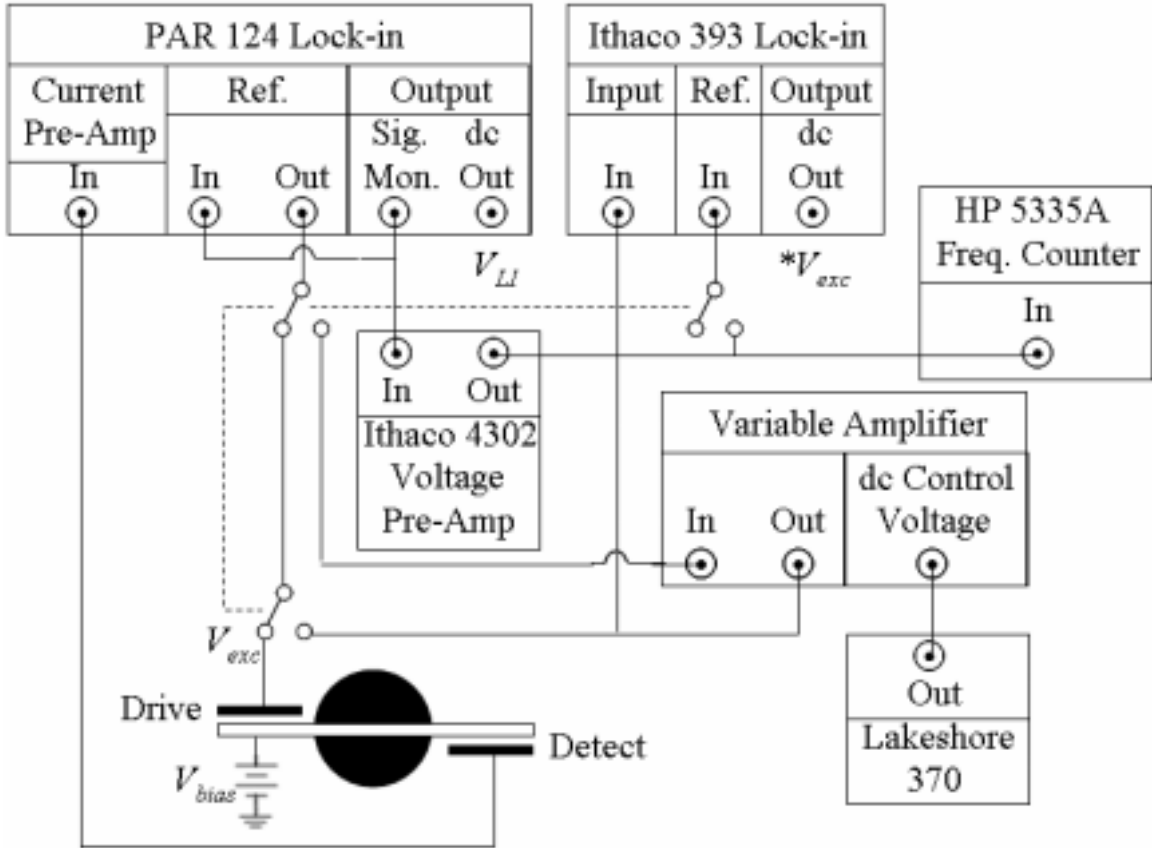 PAR 124 Lock-in
Current
Pre-Amp
In
Ref.
In Out
Output
Sig. dc
Mon. Out
V_LI
Ithaco 393 Lock-in
Input
In
Ref.
In
Output
dc
Out
*V_exc
HP 5335A
Freq. Counter
In
In Out
Ithaco 4302
Voltage
Pre-Amp
Variable Amplifier
In Out
dc Control
Voltage
Out
Lakeshore
370
V_exc
Drive
Detect
V_bias